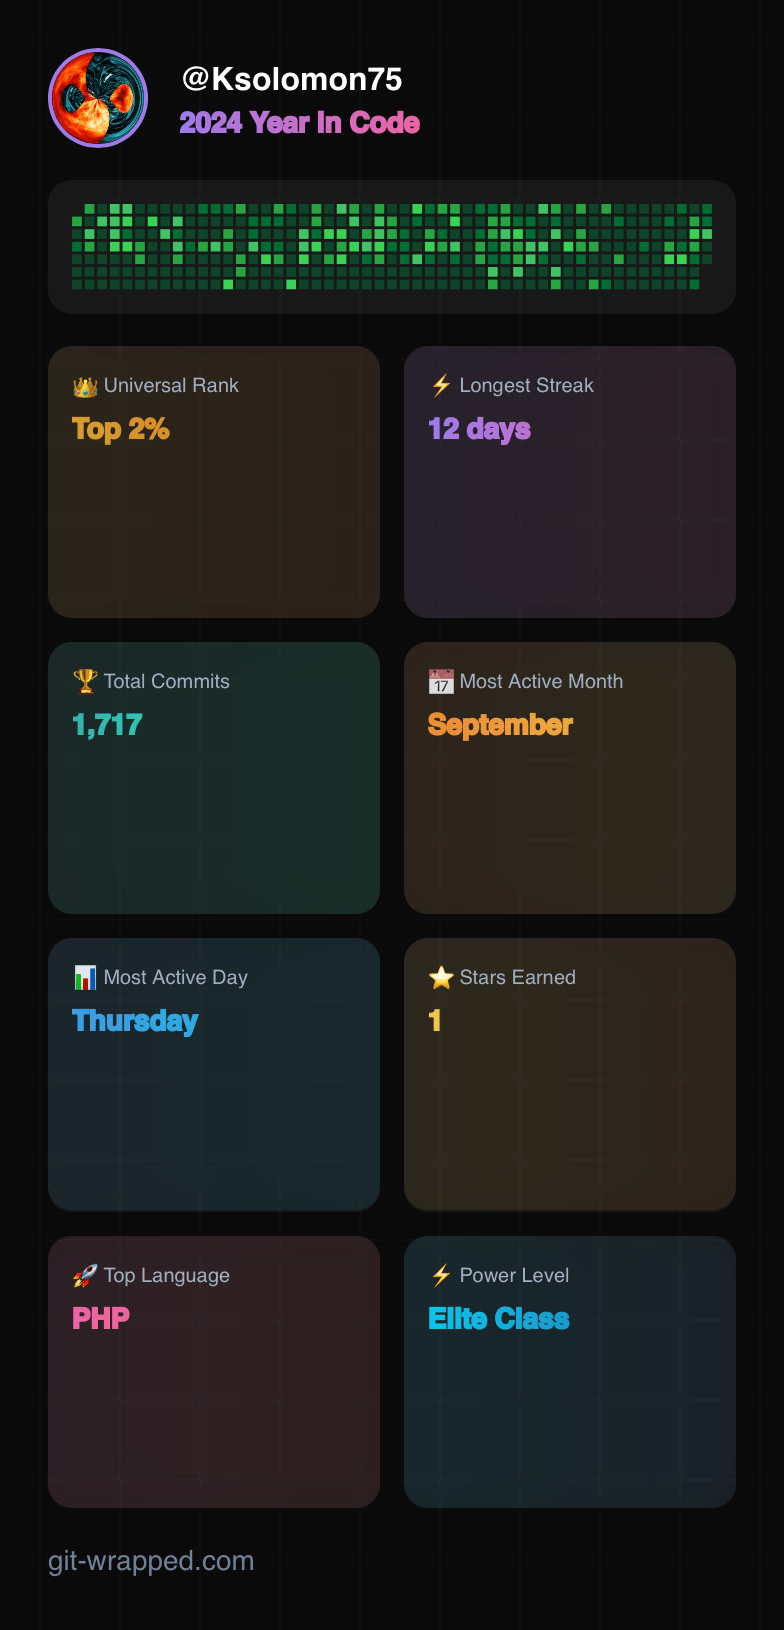 @Ksolomon75
2024 Year In Code
👑 Universal Rank
Top 2%
⚡ Longest Streak
12 days
🏆 Total Commits
1,717
📅 Most Active Month
September
📊 Most Active Day
Thursday
⭐ Stars Earned
1
🚀 Top Language
PHP
⚡ Power Level
Elite Class
git-wrapped.com